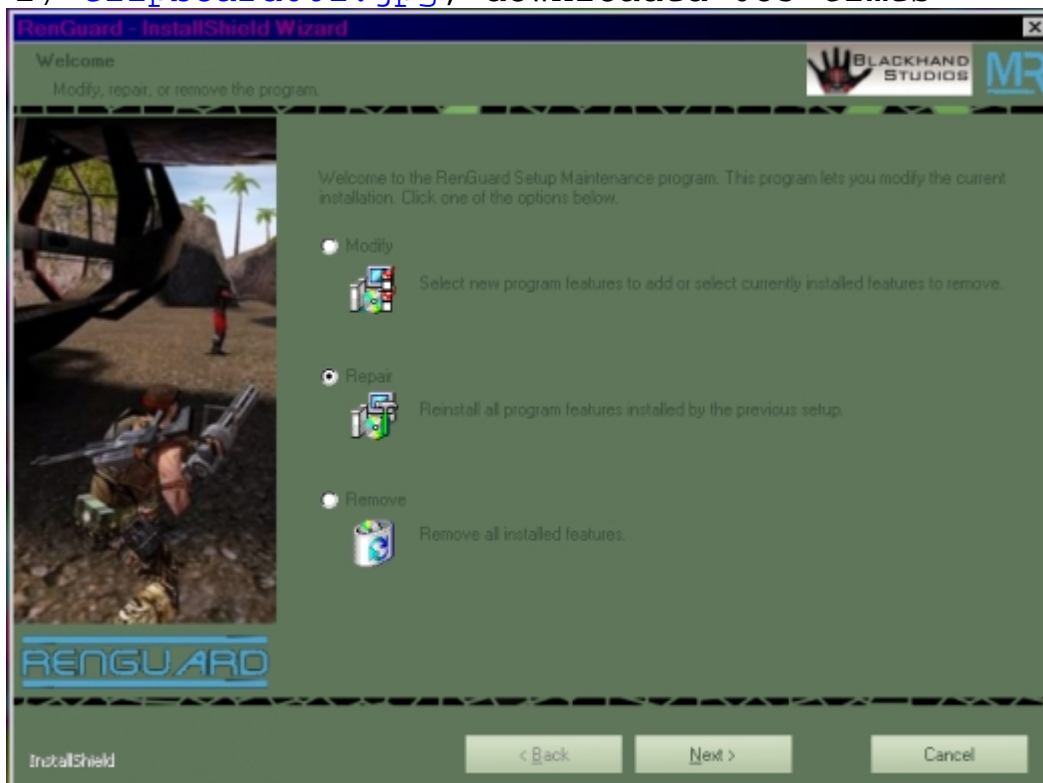 RenGuard - InstallShield Wizard
Welcome
Modify, repair, or remove the program.
BLACKHAND
STUDIOS
Welcome to the RenGuard Setup Maintenance program. This program lets you modify the current
installation. Click one of the options below.
Modify
Select new program features to add or select currently installed features to remove.
Repair
Reinstall all program features installed by the previous setup.
Remove
Remove all installed features.
RENGUARD
InstallShield
< Back
Next >
Cancel